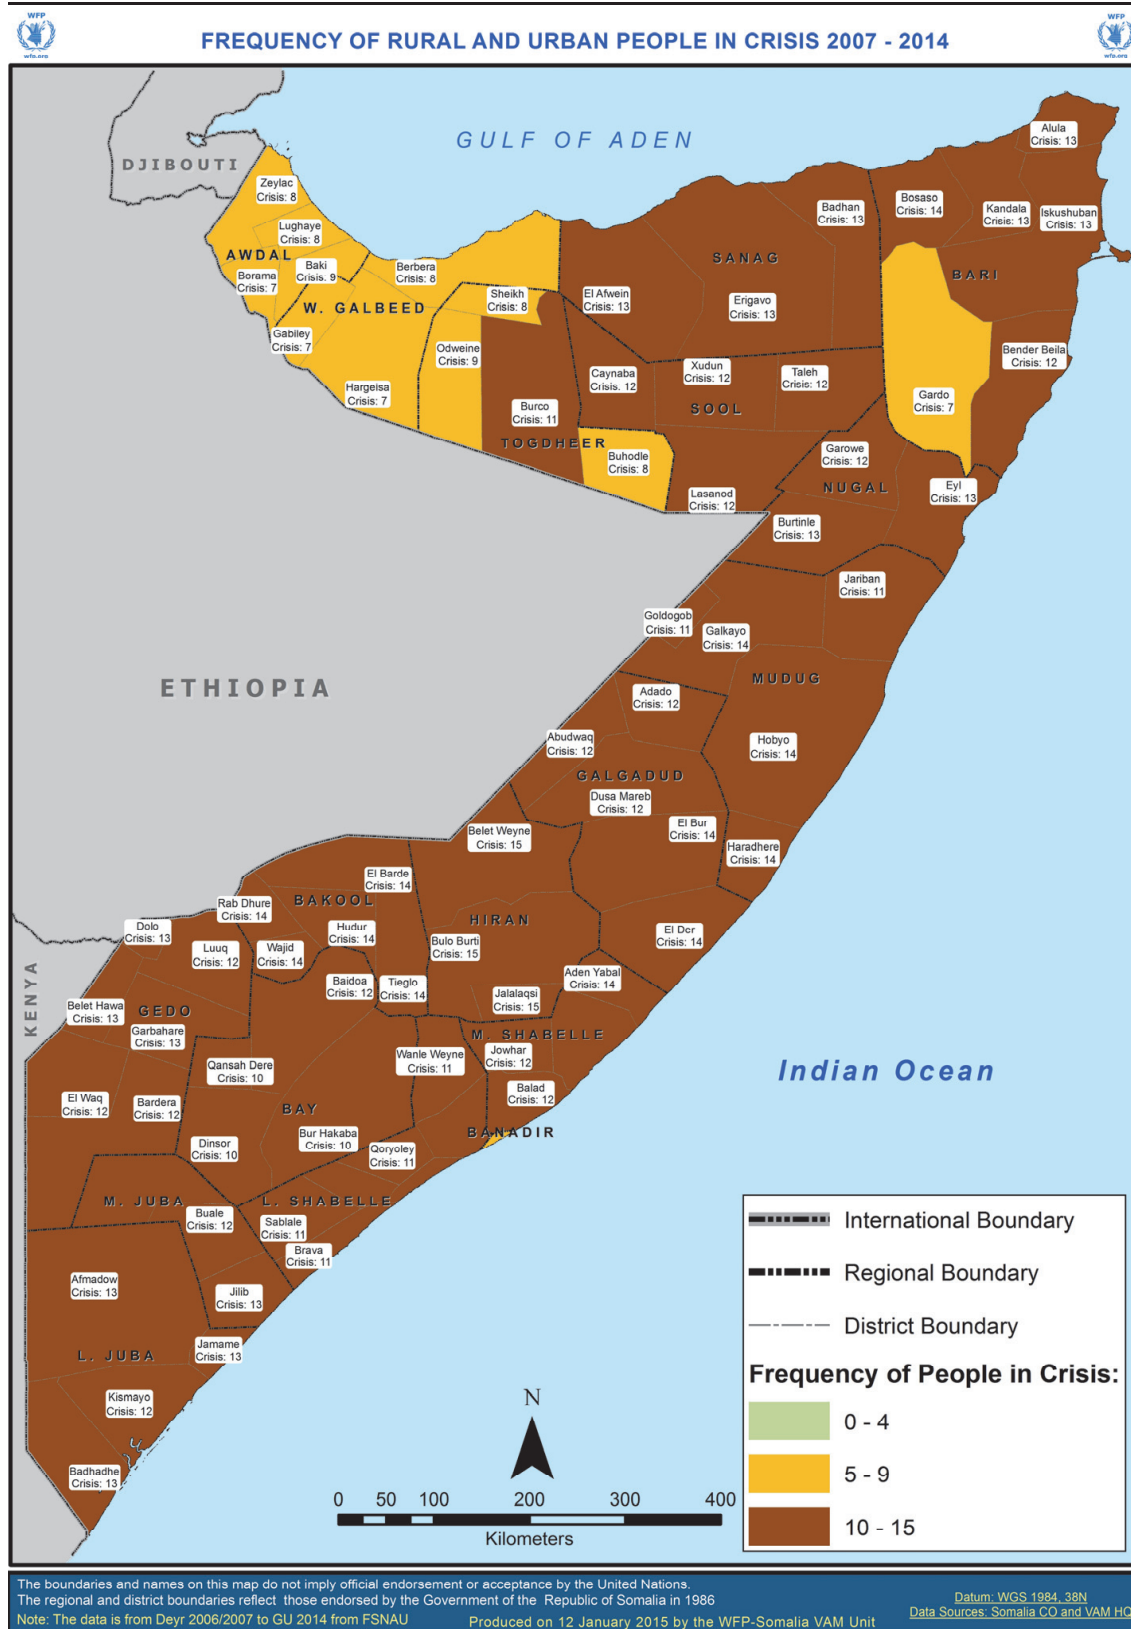 WFP
wfp.org
FREQUENCY OF RURAL AND URBAN PEOPLE IN CRISIS 2007 - 2014
WFP
wfp.org
GULF OF ADEN
DJIBOUTI
Alula
Crisis: 13
Zeylac
Crisis: 8
Badhan
Crisis: 13
Bosaso
Crisis: 14
Kandala
Crisis: 13
Iskushuban
Crisis: 13
Lughaye
Crisis: 8
AWDAL
Baki
Crisis: 9
Borama
Crisis: 7
Berbera
Crisis: 8
SANAG
BARI
Sheikh
Crisis: 8
El Afwein
Crisis: 13
Erigavo
Crisis: 13
W. GALBEED
Gabiley
Crisis: 7
Odweine
Crisis: 9
Bender Beila
Crisis: 12
Caynaba
Crisis: 12
Xudun
Crisis: 12
Taleh
Crisis: 12
Hargeisa
Crisis: 7
Gardo
Crisis: 7
SOOL
Burco
Crisis: 11
TOGDHEER
Buhodle
Crisis: 8
Garowe
Crisis: 12
NUGAL
Eyl
Crisis: 13
Lasanod
Crisis: 12
Burtinle
Crisis: 13
Jariban
Crisis: 11
Goldogob
Crisis: 11
Galkayo
Crisis: 14
ETHIOPIA
MUDUG
Adado
Crisis: 12
Abudwaq
Crisis: 12
Hobyo
Crisis: 14
GALGADUD
Dusa Mareb
Crisis: 12
El Bur
Crisis: 14
Belet Weyne
Crisis: 15
Haradhere
Crisis: 14
El Barde
Crisis: 14
Rab Dhure
Crisis: 14
BAKOOL
HIRAN
Dolo
Crisis: 13
Hudur
Crisis: 14
El Der
Crisis: 14
Luuq
Crisis: 12
Wajid
Crisis: 14
Bulo Burti
Crisis: 15
Aden Yabal
Crisis: 14
KENYA
Baidoa
Crisis: 12
Tieglo
Crisis: 14
Jalalaqsi
Crisis: 15
Belet Hawa
Crisis: 13
GEDO
Garbahare
Crisis: 13
M. SHABELLE
Wanle Weyne
Crisis: 11
Jowhar
Crisis: 12
Qansah Dere
Crisis: 10
Indian Ocean
El Waq
Crisis: 12
Bardera
Crisis: 12
Balad
Crisis: 12
BAY
BANADIR
Dinsor
Crisis: 10
Bur Hakaba
Crisis: 10
Qoryoley
Crisis: 11
M. JUBA
L. SHABELLE
Buale
Crisis: 12
Sablale
Crisis: 11
Brava
Crisis: 11
Afmadow
Crisis: 13
Jilib
Crisis: 13
L. JUBA
Jamame
Crisis: 13
Kismayo
Crisis: 12
Badhadhe
Crisis: 13
N
0 50 100 200 300 400
Kilometers
International Boundary
Regional Boundary
District Boundary
Frequency of People in Crisis:
0 - 4
5 - 9
10 - 15
The boundaries and names on this map do not imply official endorsement or acceptance by the United Nations.
The regional and district boundaries reflect those endorsed by the Government of the Republic of Somalia in 1986
Note: The data is from Deyr 2006/2007 to GU 2014 from FSNAU
Produced on 12 January 2015 by the WFP-Somalia VAM Unit
Datum: WGS 1984, 38N
Data Sources: Somalia CO and VAM HQ